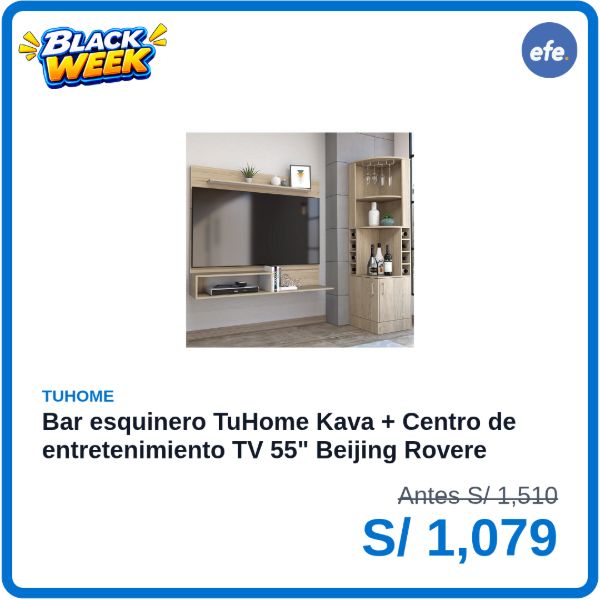 BLACK
WEEK
efe.
TUHOME
Bar esquinero TuHome Kava + Centro de
entretenimiento TV 55" Beijing Rovere
Antes S/ 1,510
S/ 1,079